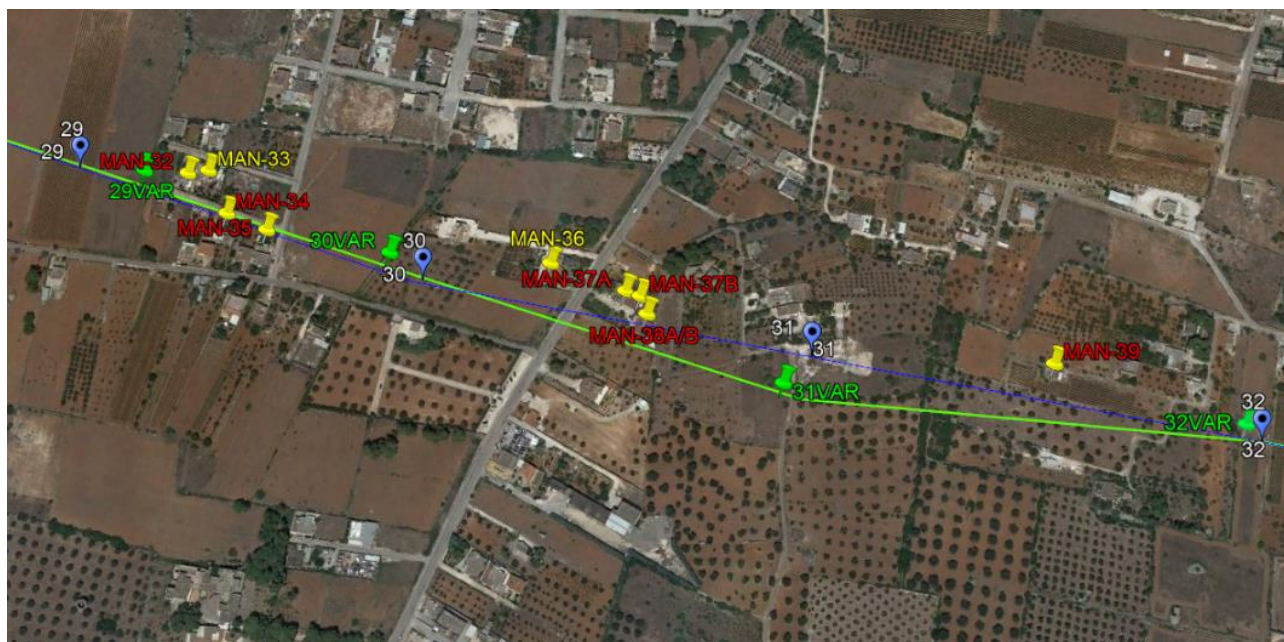 29
29
MAN-32
MAN-33
29VAR
MAN-34
MAN-35
30VAR
30
30
MAN-36
MAN-37A
MAN-37B
MAN-38A/B
31
31
31VAR
MAN-39
32
32VAR
32